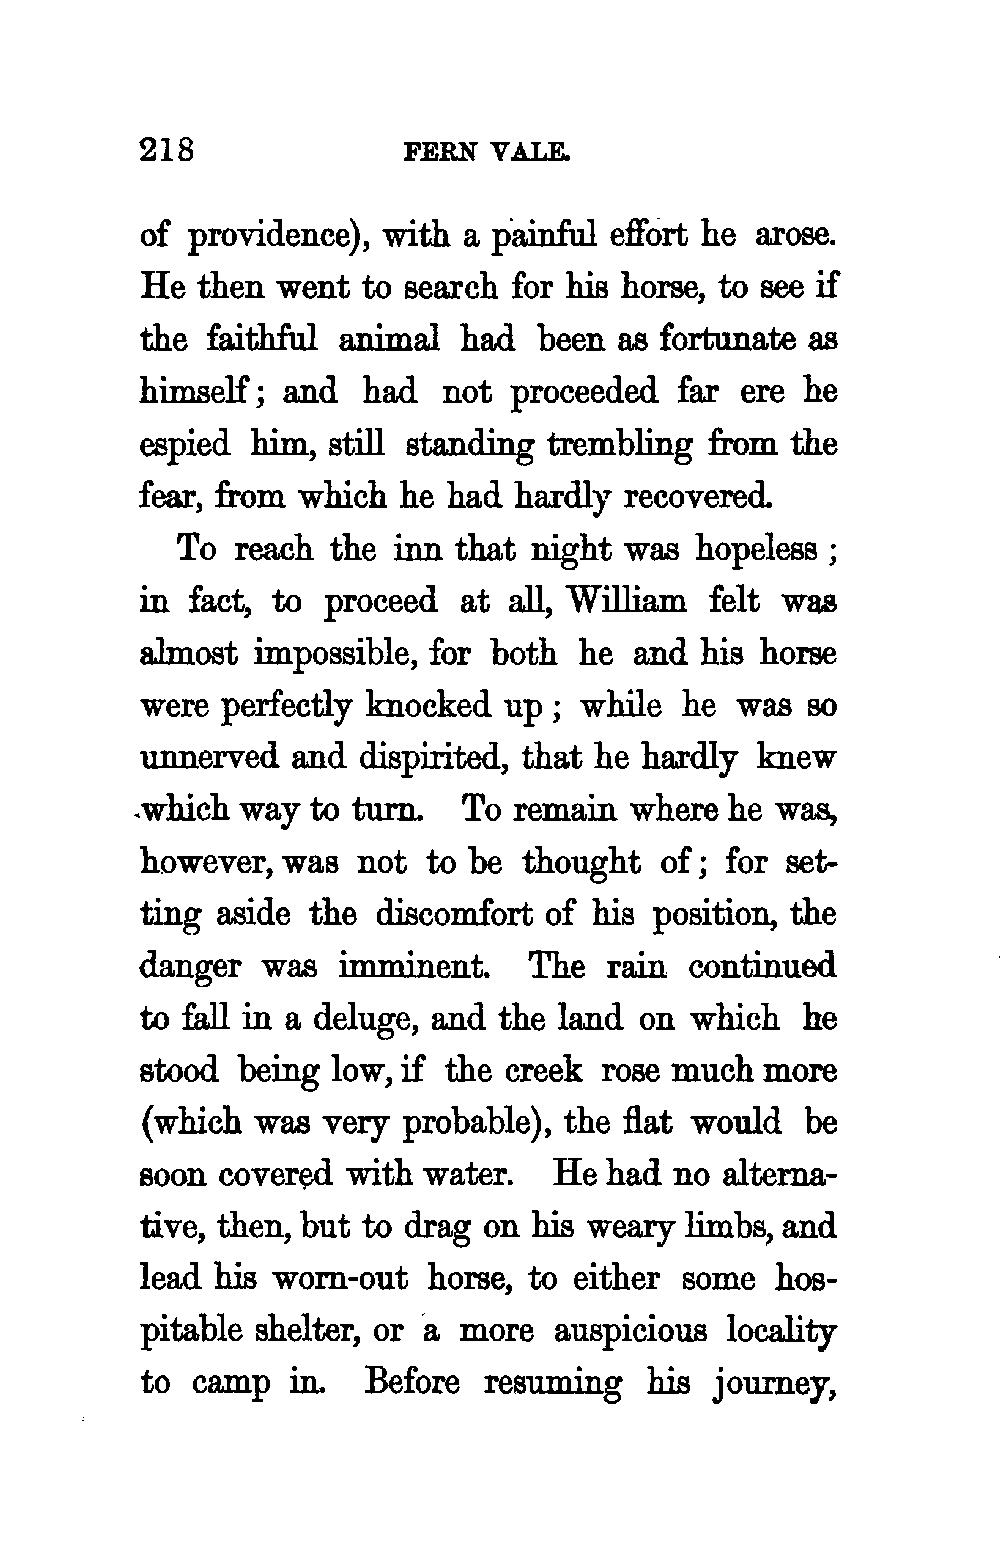 218 FERN VALE.
of providence), with a painful effort he arose.
He then went to search for his horse, to see if
the faithful animal had been as fortunate as
himself; and had not proceeded far ere he
espied him, still standing trembling from the
fear, from which he had hardly recovered.
To reach the inn that night was hopeless;
in fact, to proceed at all, William felt was
almost impossible, for both he and his horse
were perfectly knocked up; while he was so
unnerved and dispirited, that he hardly knew
which way to turn. To remain where he was,
however, was not to be thought of; for set-
ting aside the discomfort of his position, the
danger was imminent. The rain continued
to fall in a deluge, and the land on which he
stood being low, if the creek rose much more
(which was very probable), the flat would be
soon covered with water. He had no alterna-
tive, then, but to drag on his weary limbs, and
lead his worn-out horse, to either some hos-
pitable shelter, or a more auspicious locality
to camp in. Before resuming his journey,